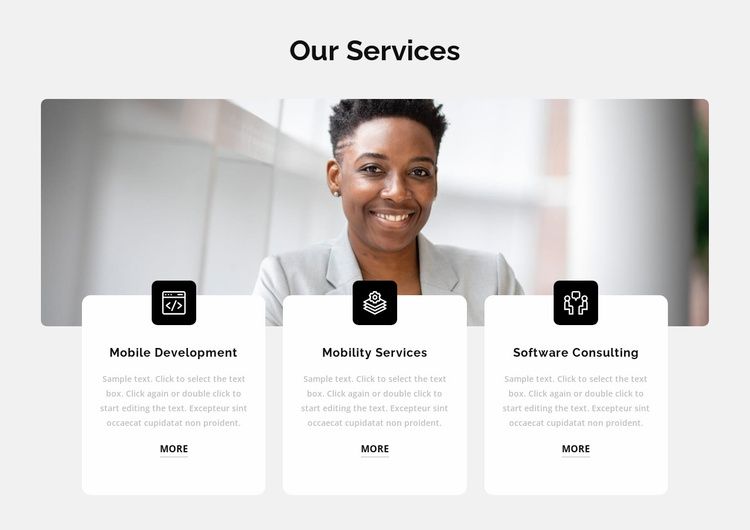 Our Services
Mobile Development
Sample text. Click to select the text
box. Click again or double click to
start editing the text. Excepteur sint
occaecat cupidatat non proident.
MORE
Mobility Services
Sample text. Click to select the text
box. Click again or double click to
start editing the text. Excepteur sint
occaecat cupidatat non proident.
MORE
Software Consulting
Sample text. Click to select the text
box. Click again or double click to
start editing the text. Excepteur sint
occaecat cupidatat non proident.
MORE